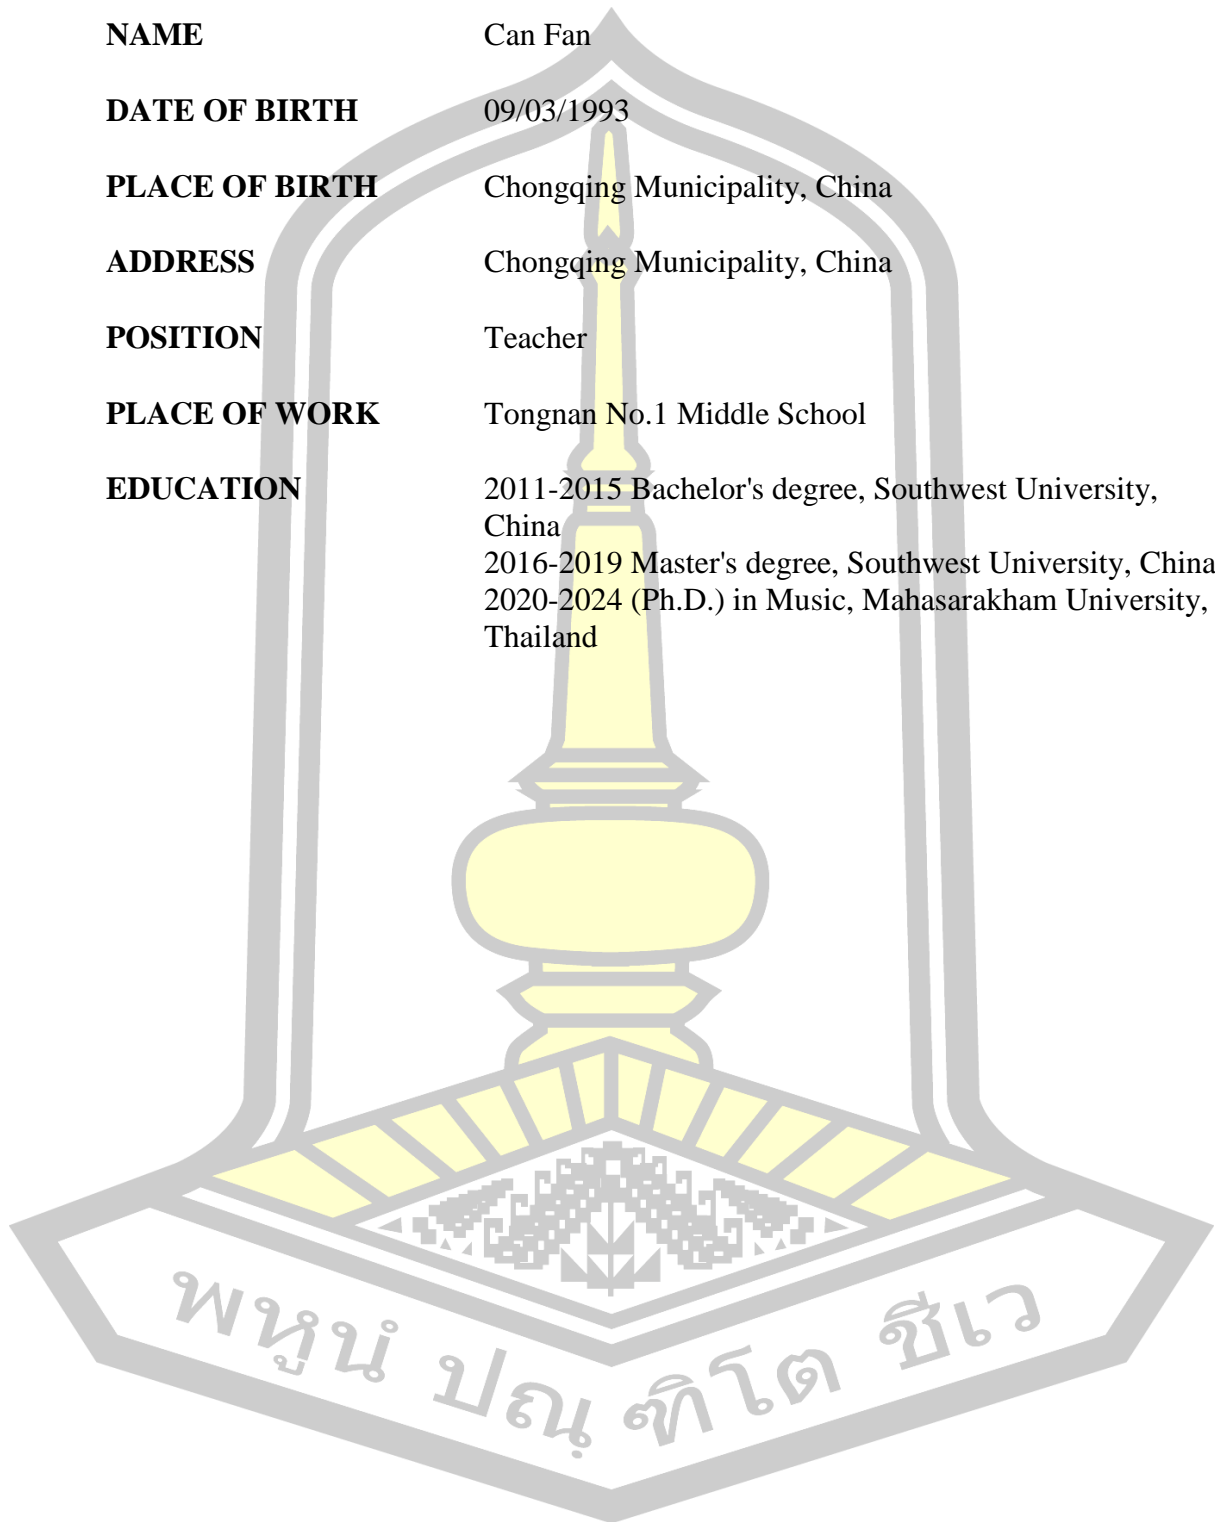 NAME Can Fan
DATE OF BIRTH 09/03/1993
PLACE OF BIRTH Chongqing Municipality, China
ADDRESS Chongqing Municipality, China
POSITION Teacher
PLACE OF WORK Tongnan No.1 Middle School
EDUCATION 2011-2015 Bachelor's degree, Southwest University,
China
2016-2019 Master's degree, Southwest University, China
2020-2024 (Ph.D.) in Music, Mahasarakham University,
Thailand
พหูนํ ปณฺ ฑิโต ชีเว